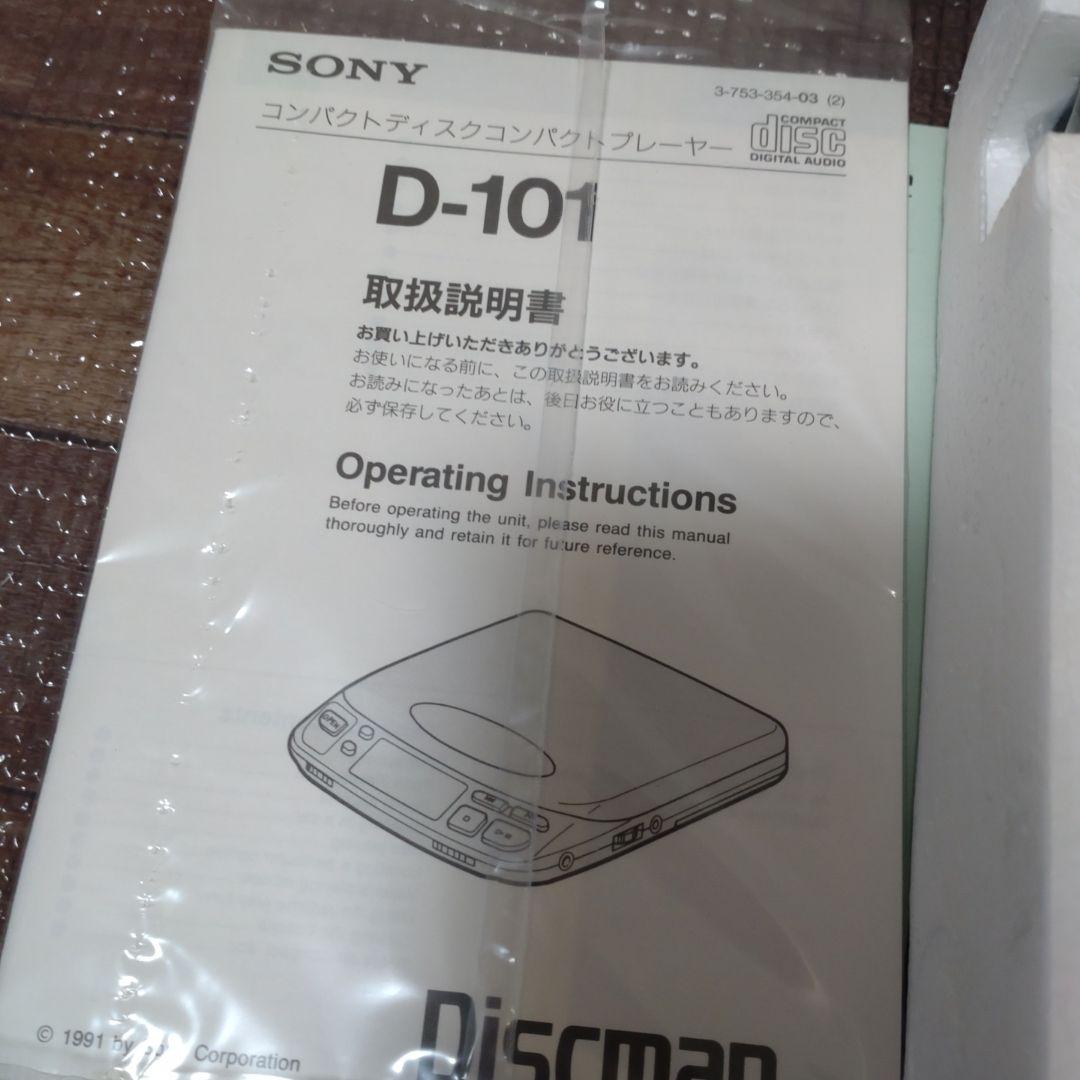 SONY
3-753-354-03 (2)
コンパクトディスクコンパクトプレーヤー
COMPACT
disc
DIGITAL AUDIO
D-101
取扱説明書
お買い上げいただきありがとうございます。
お使いになる前に、この取扱説明書をお読みください。
お読みになったあとは、後日お役に立つこともありますので、
必ず保存してください。
Operating Instructions
Before operating the unit, please read this manual
thoroughly and retain it for future reference.
OPEN
Discman
© 1991 by Sony Corporation